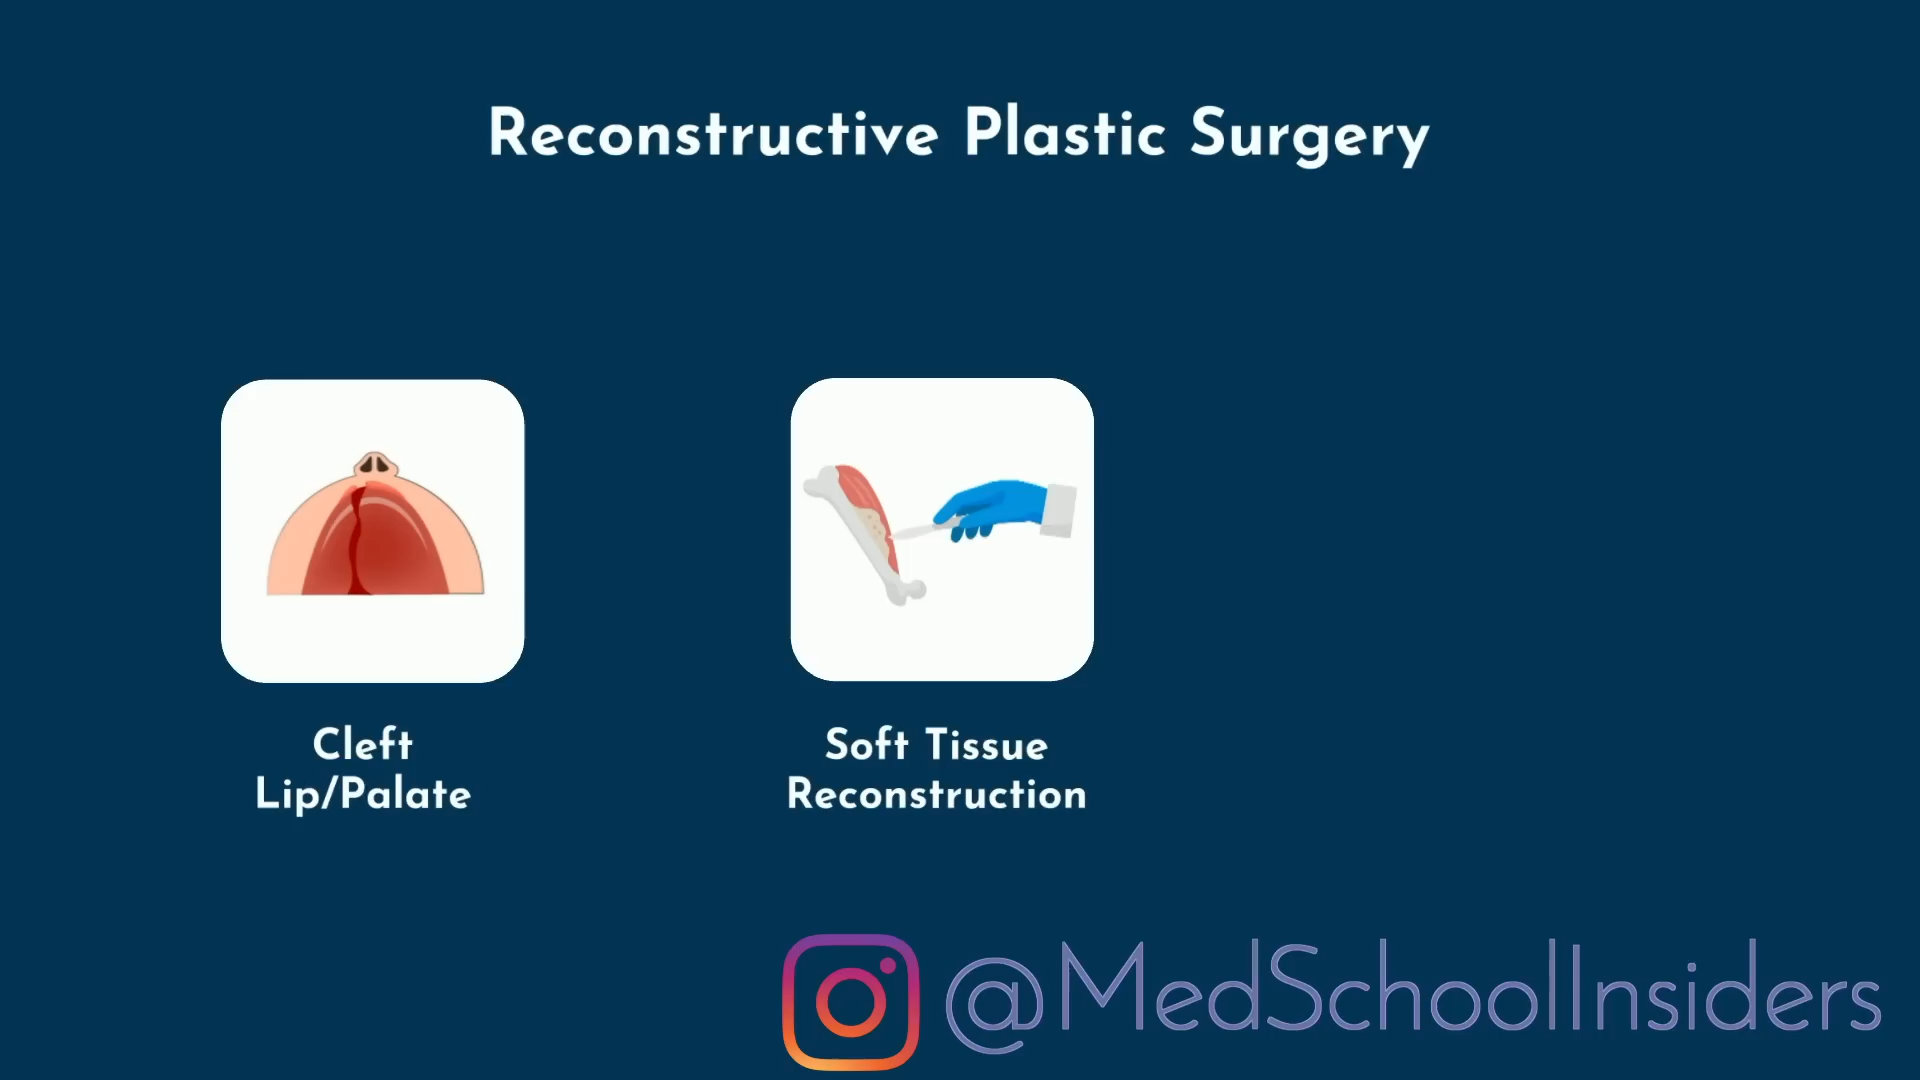 Reconstructive Plastic Surgery
Cleft
Lip/Palate
Soft Tissue
Reconstruction
@MedSchoolInsiders